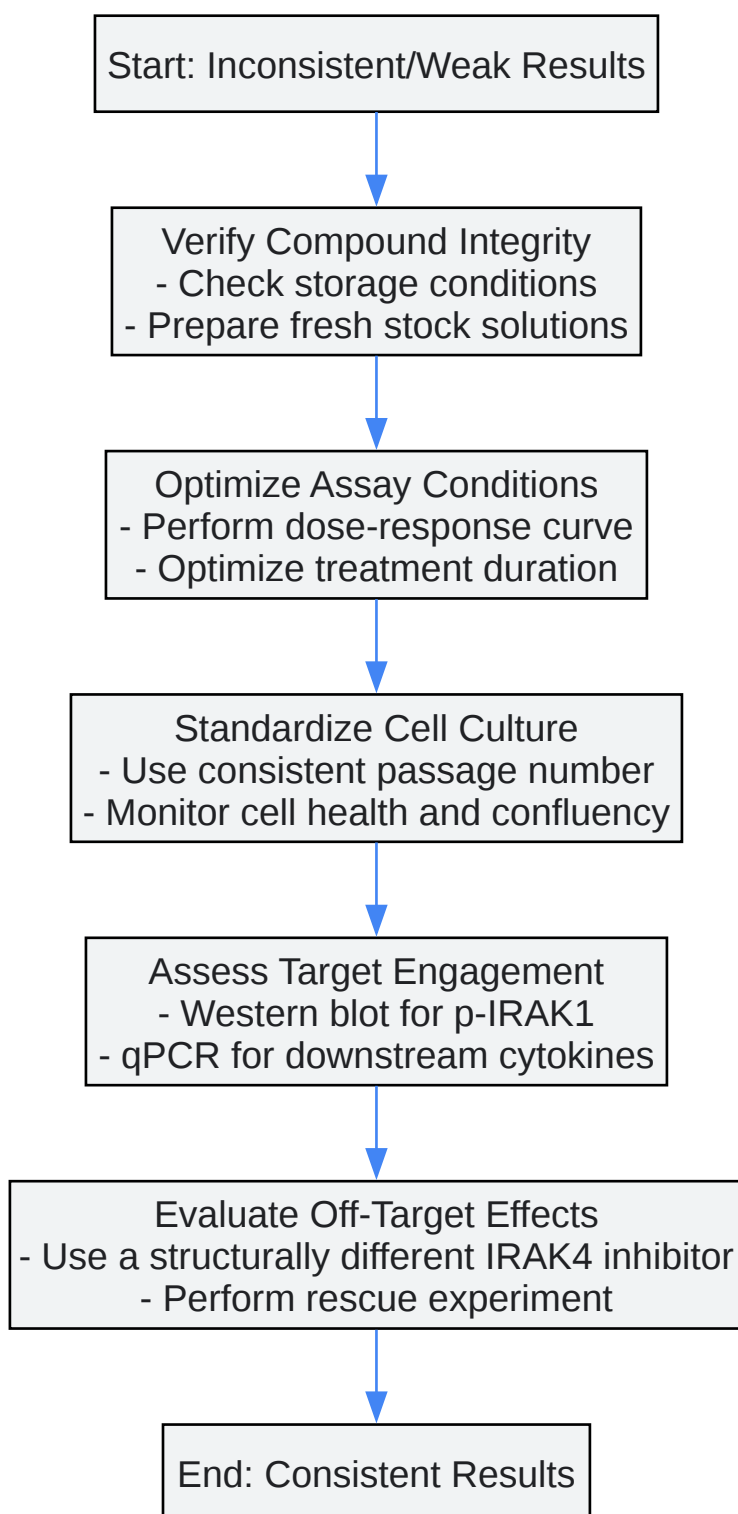 Start: Inconsistent/Weak Results
Verify Compound Integrity
- Check storage conditions
- Prepare fresh stock solutions
Optimize Assay Conditions
- Perform dose-response curve
- Optimize treatment duration
Standardize Cell Culture
- Use consistent passage number
- Monitor cell health and confluency
Assess Target Engagement
- Western blot for p-IRAK1
- qPCR for downstream cytokines
Evaluate Off-Target Effects
- Use a structurally different IRAK4 inhibitor
- Perform rescue experiment
End: Consistent Results